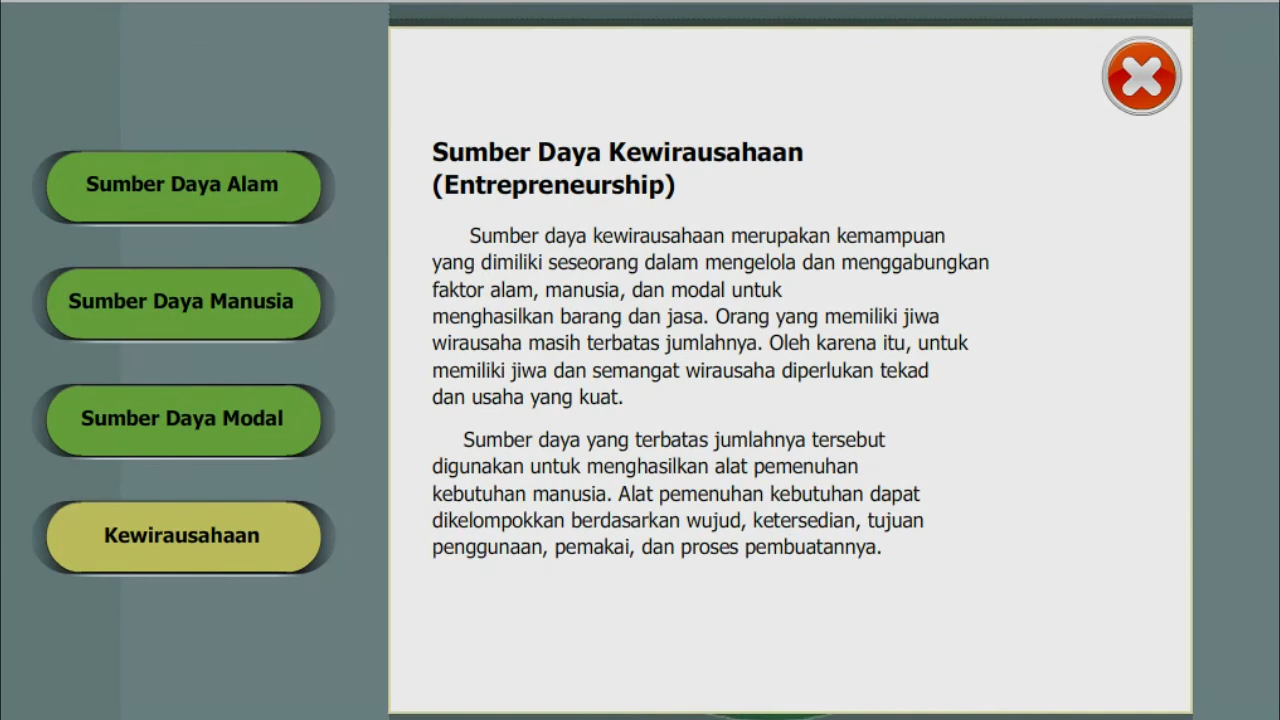 Sumber Daya Alam
Sumber Daya Manusia
Sumber Daya Modal
Kewirausahaan
Sumber Daya Kewirausahaan
(Entrepreneurship)
Sumber daya kewirausahaan merupakan kemampuan
yang dimiliki seseorang dalam mengelola dan menggabungkan
faktor alam, manusia, dan modal untuk
menghasilkan barang dan jasa. Orang yang memiliki jiwa
wirausaha masih terbatas jumlahnya. Oleh karena itu, untuk
memiliki jiwa dan semangat wirausaha diperlukan tekad
dan usaha yang kuat.
Sumber daya yang terbatas jumlahnya tersebut
digunakan untuk menghasilkan alat pemenuhan
kebutuhan manusia. Alat pemenuhan kebutuhan dapat
dikelompokkan berdasarkan wujud, ketersedian, tujuan
penggunaan, pemakai, dan proses pembuatannya.